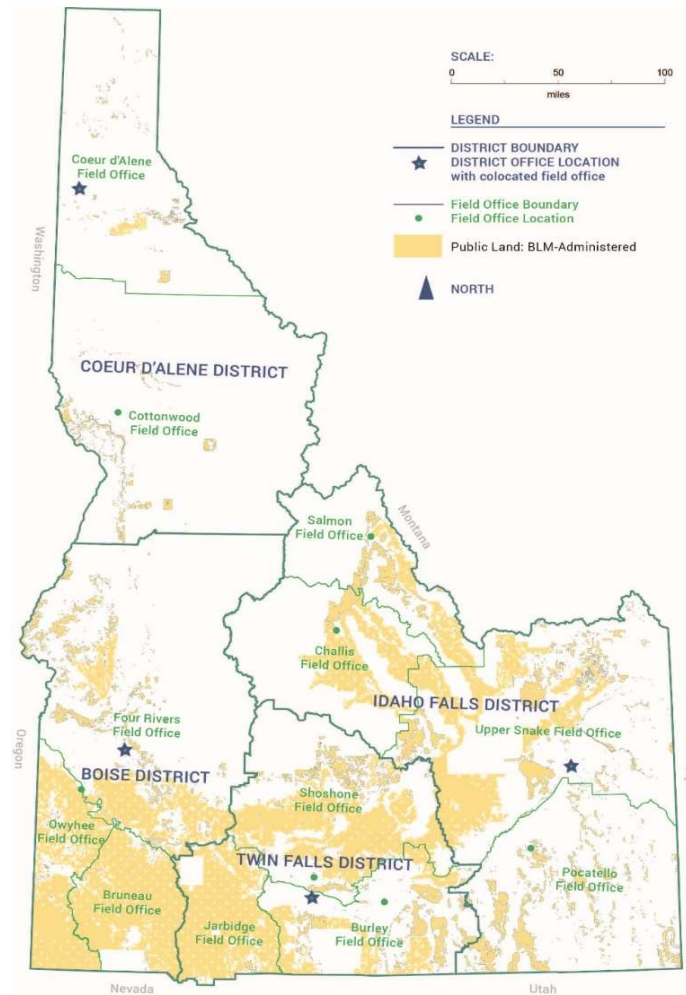 SCALE:
0 50 100
miles
LEGEND
DISTRICT BOUNDARY
DISTRICT OFFICE LOCATION
with colocated field office
Field Office Boundary
Field Office Location
Public Land: BLM-Administered
NORTH
Coeur d'Alene
Field Office
Washington
COEUR D'ALENE DISTRICT
Cottonwood
Field Office
Salmon
Field Office
Montana
Challis
Field Office
IDAHO FALLS DISTRICT
Upper Snake Field Office
Four Rivers
Field Office
Oregon
BOISE DISTRICT
Shoshone
Field Office
Owyhee
Field Office
TWIN FALLS DISTRICT
Pocatello
Field Office
Bruneau
Field Office
Jarbidge
Field Office
Burley
Field Office
Nevada
Utah